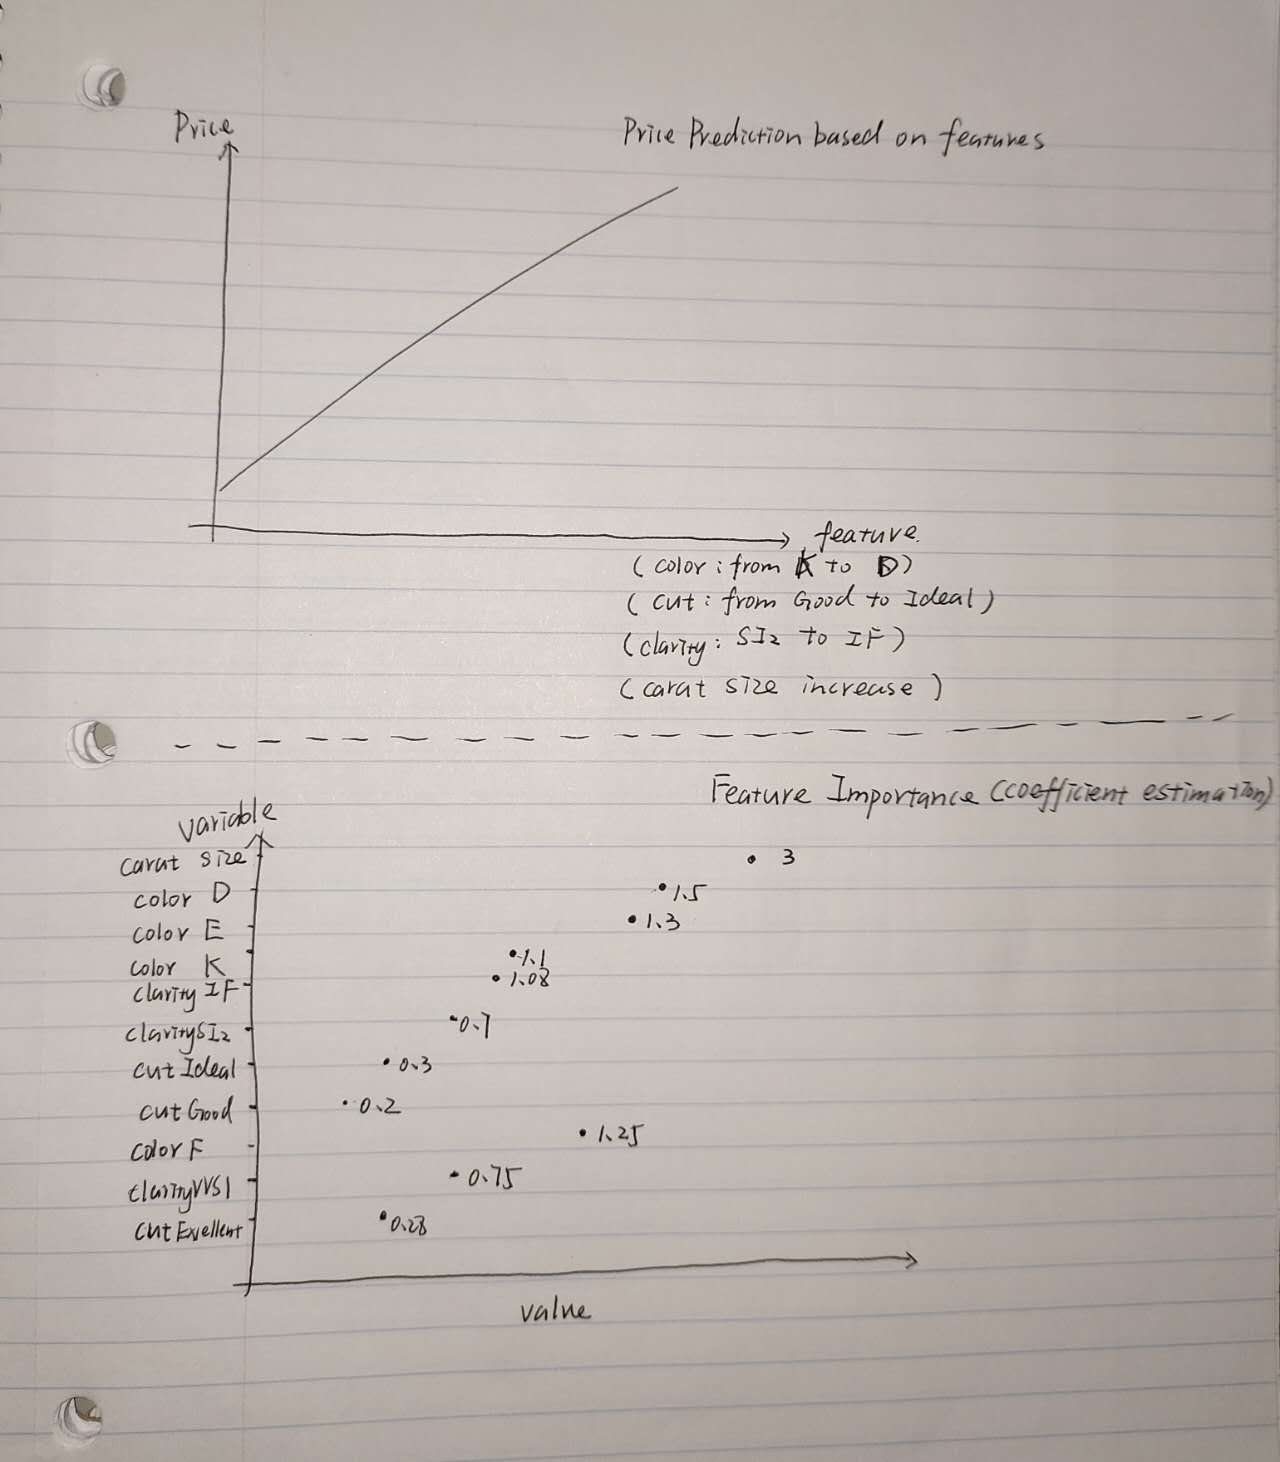 Price
Price Prediction based on features
feature.
(color: from K to D)
(cut: from Good to Ideal)
(clarity: SI2 to IF)
(carat size increase)
Feature Importance (coefficient estimation)
variable
carat size 3
color D 1.5
color E 1.3
color K 1.1
clarity IF 1.08
clarity SI2 0.7
cut Ideal 0.3
cut Good 0.2
color F 1.25
clarity VVS1 0.75
cut Exellent 0.28
value